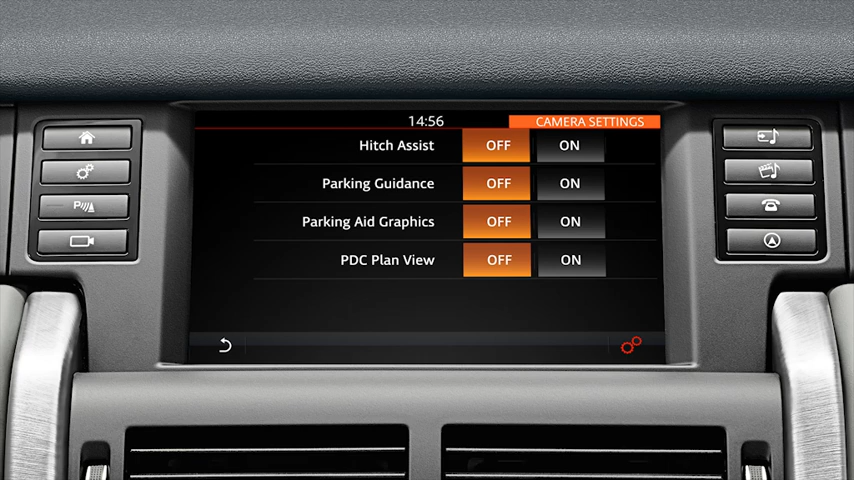 14:56 CAMERA SETTINGS
Hitch Assist OFF ON
Parking Guidance OFF ON
Parking Aid Graphics OFF ON
PDC Plan View OFF ON
P